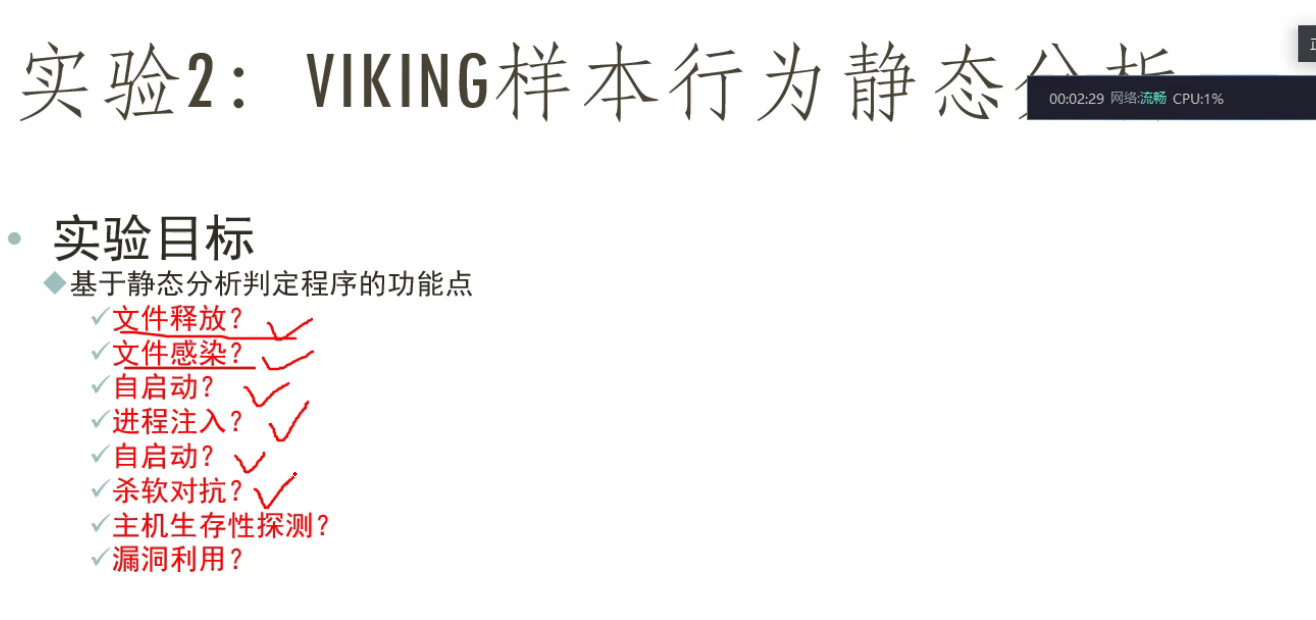 实验2： VIKING样本行为静态分析
00:02:29 网络:流畅 CPU:1%
实验目标
基于静态分析判定程序的功能点
文件释放?
文件感染?
自启动?
进程注入?
自启动?
杀软对抗?
主机生存性探测?
漏洞利用?